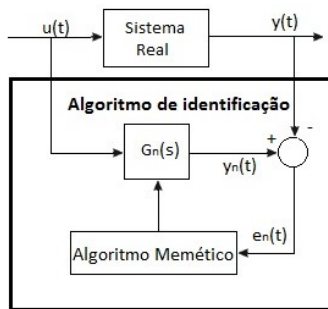 u(t)
Sistema
Real
y(t)
Algoritmo de identificação
Gn(s)
+
-
yn(t)
en(t)
Algoritmo Memético